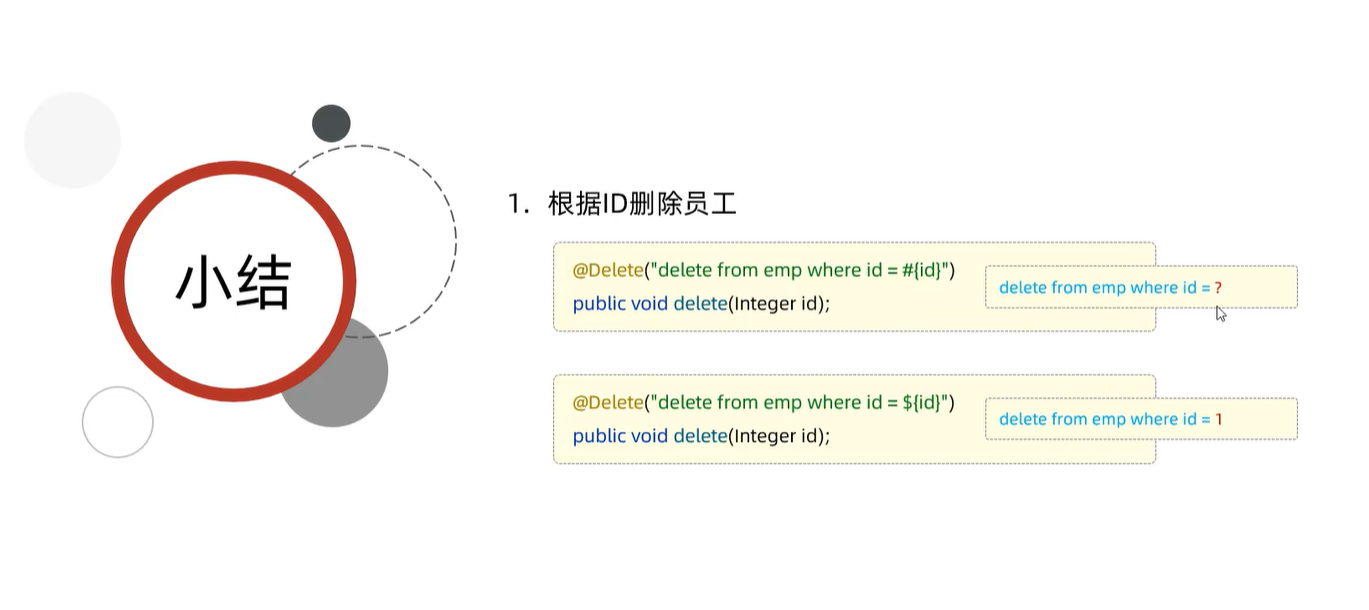 小结
1. 根据ID删除员工
@Delete("delete from emp where id = #{id}")
public void delete(Integer id);
delete from emp where id = ?
@Delete("delete from emp where id = ${id}")
public void delete(Integer id);
delete from emp where id = 1